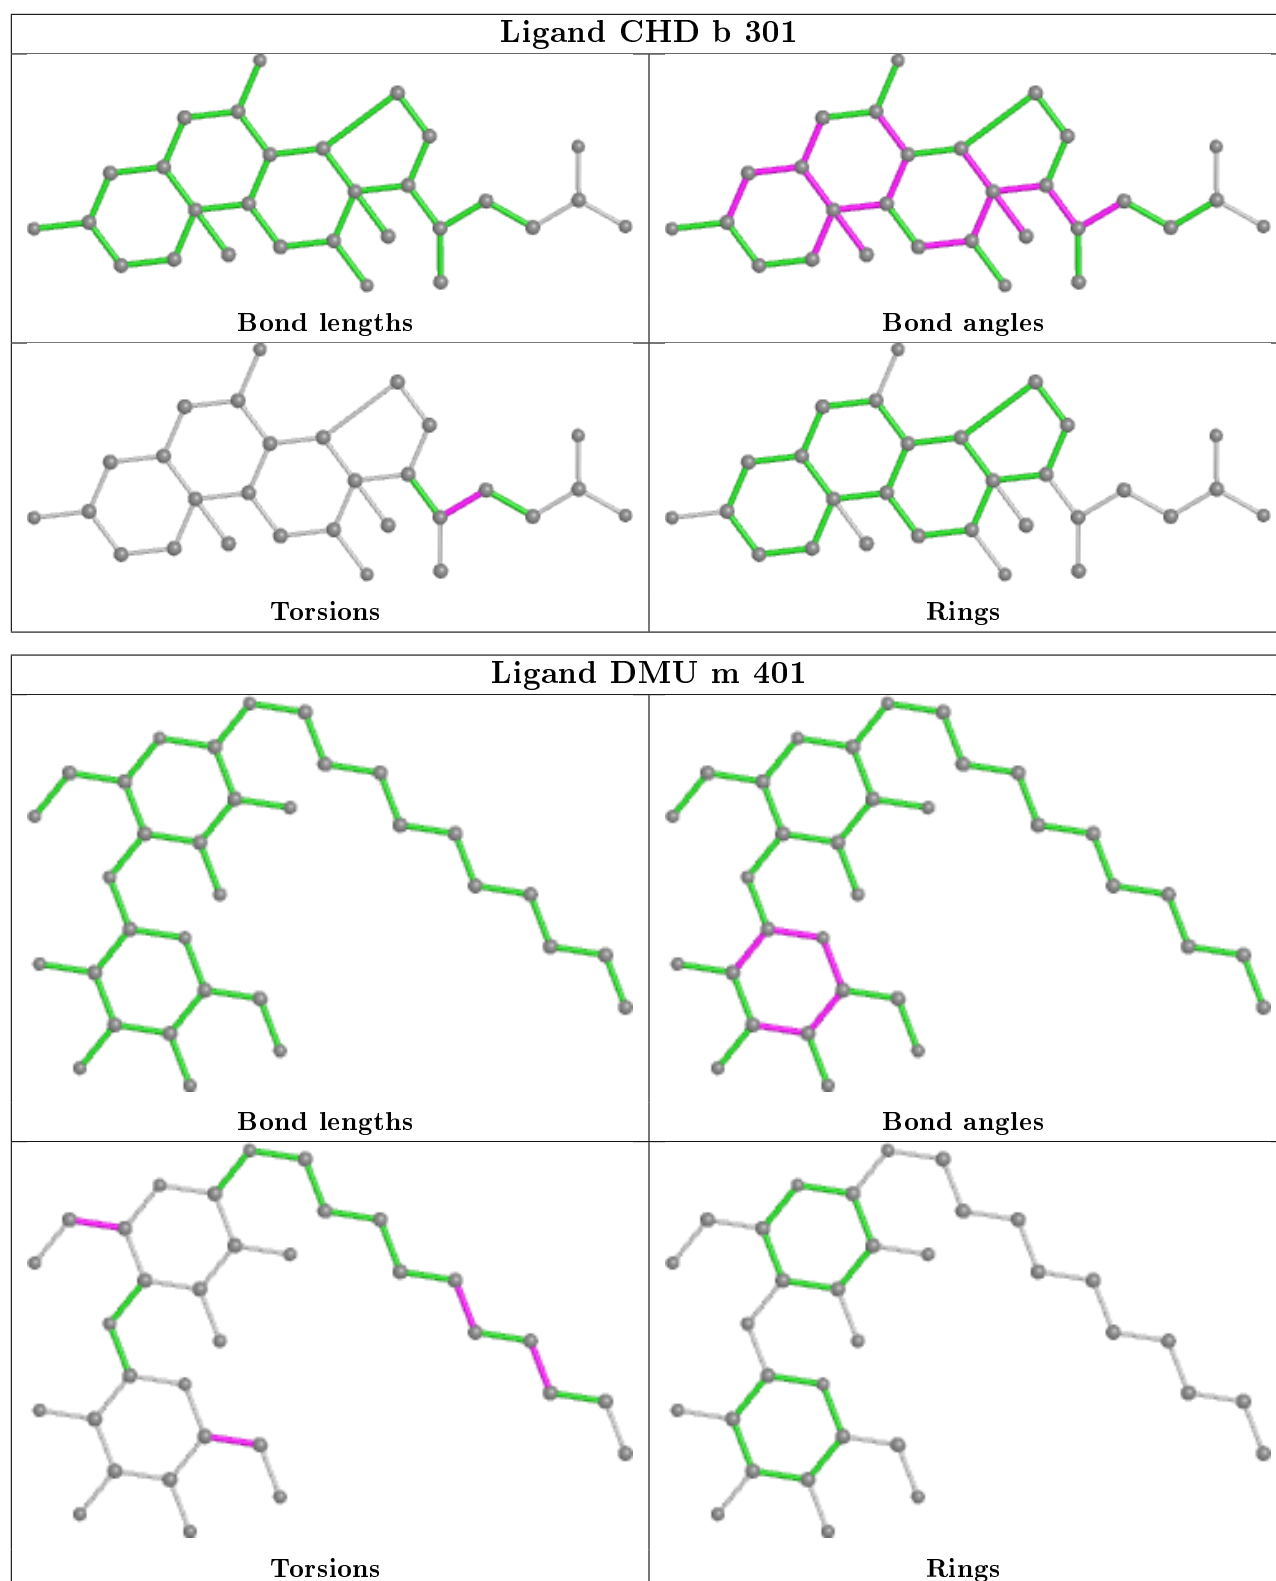 Ligand CHD b 301
Bond lengths
Bond angles
Torsions
Rings
Ligand DMU m 401
Bond lengths
Bond angles
Torsions
Rings